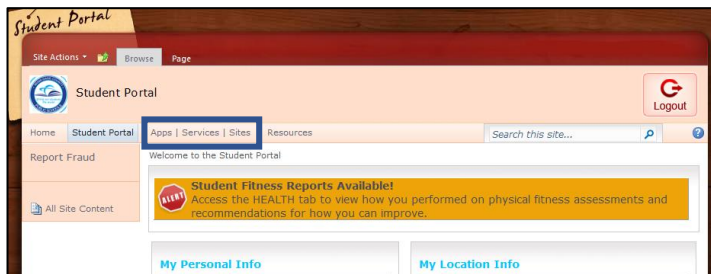 Student Portal
Site Actions Browse Page
Student Portal
Logout
Home Student Portal Apps | Services | Sites Resources Search this site...
Report Fraud Welcome to the Student Portal
ALERT Student Fitness Reports Available!
Access the HEALTH tab to view how you performed on physical fitness assessments and
recommendations for how you can improve.
All Site Content
My Personal Info My Location Info